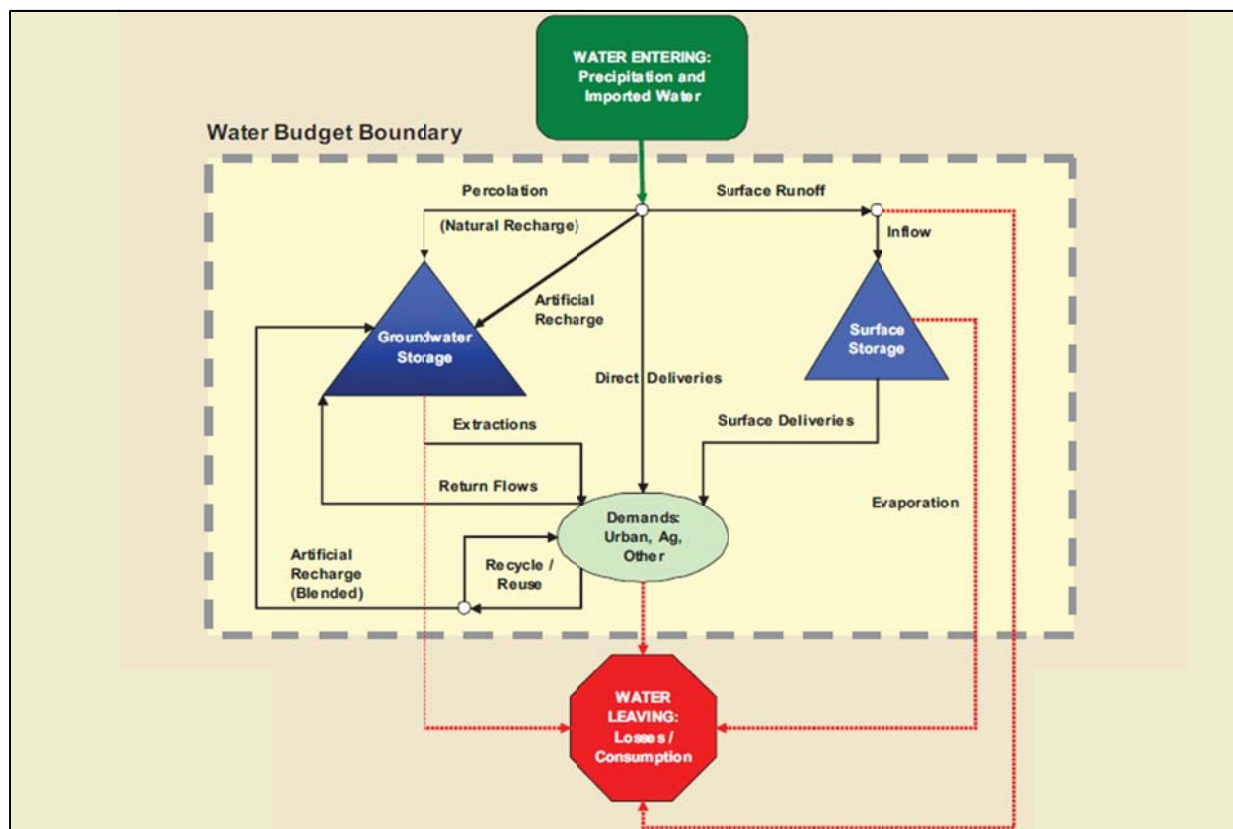 WATER ENTERING:
Precipitation and
Imported Water
Water Budget Boundary
Percolation
(Natural Recharge)
Surface Runoff
Inflow
Artificial
Recharge
Groundwater
Storage
Surface
Storage
Direct Deliveries
Extractions
Surface Deliveries
Return Flows
Evaporation
Demands:
Urban, Ag,
Other
Artificial
Recharge
(Blended)
Recycle /
Reuse
WATER
LEAVING:
Losses /
Consumption